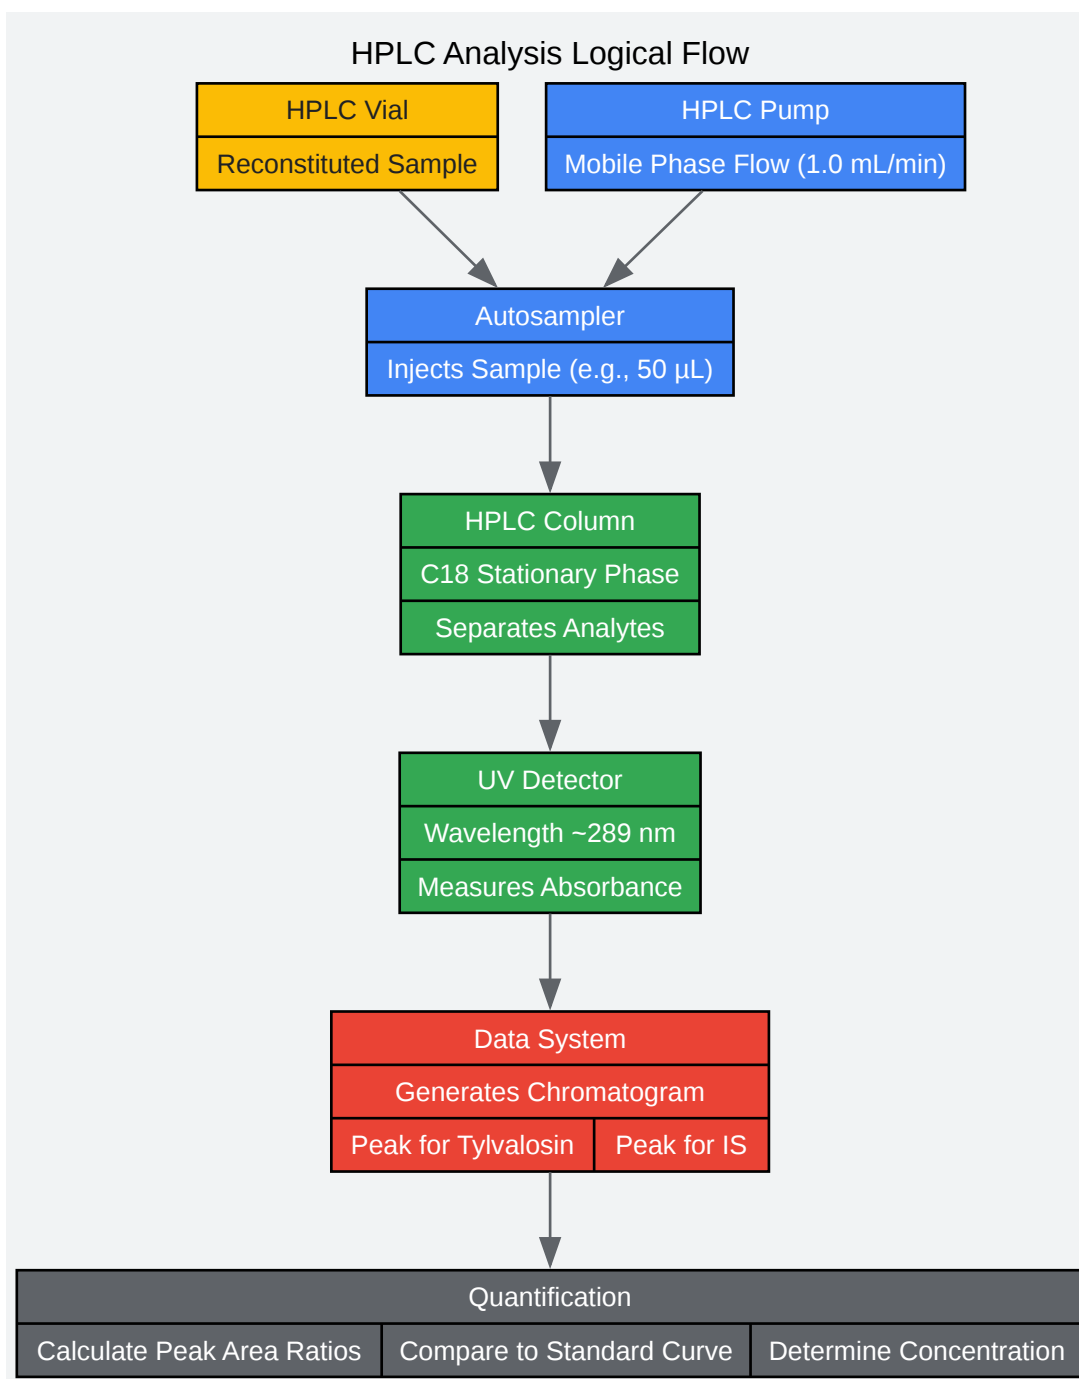 HPLC Analysis Logical Flow
HPLC Vial
Reconstituted Sample
HPLC Pump
Mobile Phase Flow (1.0 mL/min)
Autosampler
Injects Sample (e.g., 50 µL)
HPLC Column
C18 Stationary Phase
Separates Analytes
UV Detector
Wavelength ~289 nm
Measures Absorbance
Data System
Generates Chromatogram
Peak for Tylvalosin
Peak for IS
Quantification
Calculate Peak Area Ratios
Compare to Standard Curve
Determine Concentration